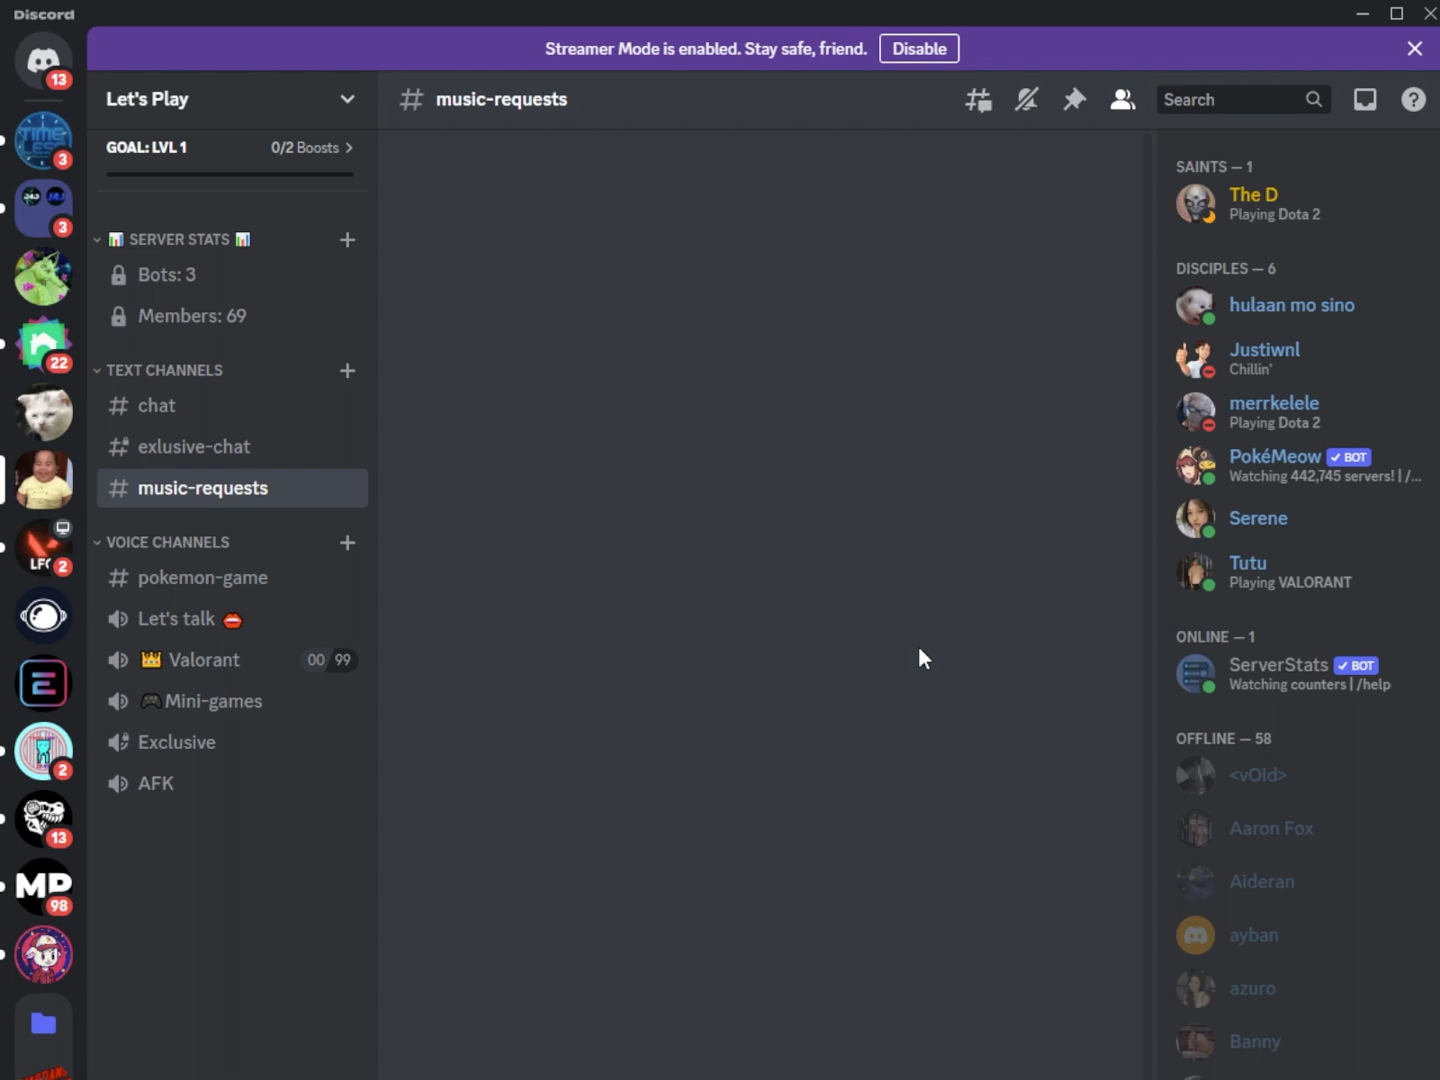 Discord
Streamer Mode is enabled. Stay safe, friend. Disable
Let's Play
music-requests
Search
GOAL: LVL 1 0/2 Boosts
SERVER STATS
Bots: 3
Members: 69
TEXT CHANNELS
chat
exlusive-chat
music-requests
VOICE CHANNELS
pokemon-game
Let's talk
Valorant 00 99
Mini-games
Exclusive
AFK
13
TIME
LESS
3
J&J J&J
3
22
LFG
2
2
13
MP
98
SAINTS — 1
The D
Playing Dota 2
DISCIPLES — 6
hulaan mo sino
Justiwnl
Chillin'
merrkelele
Playing Dota 2
PokéMeow BOT
Watching 442,745 servers! | /...
Serene
Tutu
Playing VALORANT
ONLINE — 1
ServerStats BOT
Watching counters | /help
OFFLINE — 58
<vOId>
Aaron Fox
Aideran
ayban
azuro
Banny